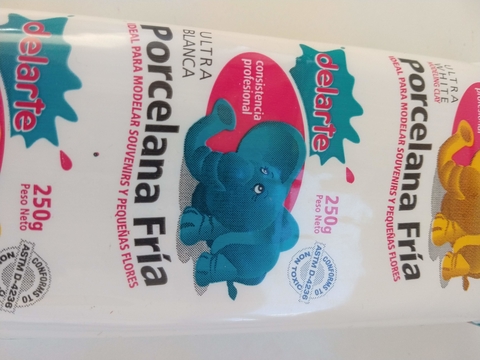 delarte
ULTRA
BLANCA
Porcelana Fría
IDEAL PARA MODELAR SOUVENIRS Y PEQUEÑAS FLORES
250g
Peso Neto
CONFORMS TO
ASTM D-4236
NON TOXIC
consistencia
profesional
delarte
250g
Peso Neto
CONFORMS TO
ASTM D-4236
NON TOXIC
ULTRA
WHITE
Porcelana Fría
IDEAL PARA MODELAR SOUVENIRS Y PEQUEÑAS FLORES
profesional